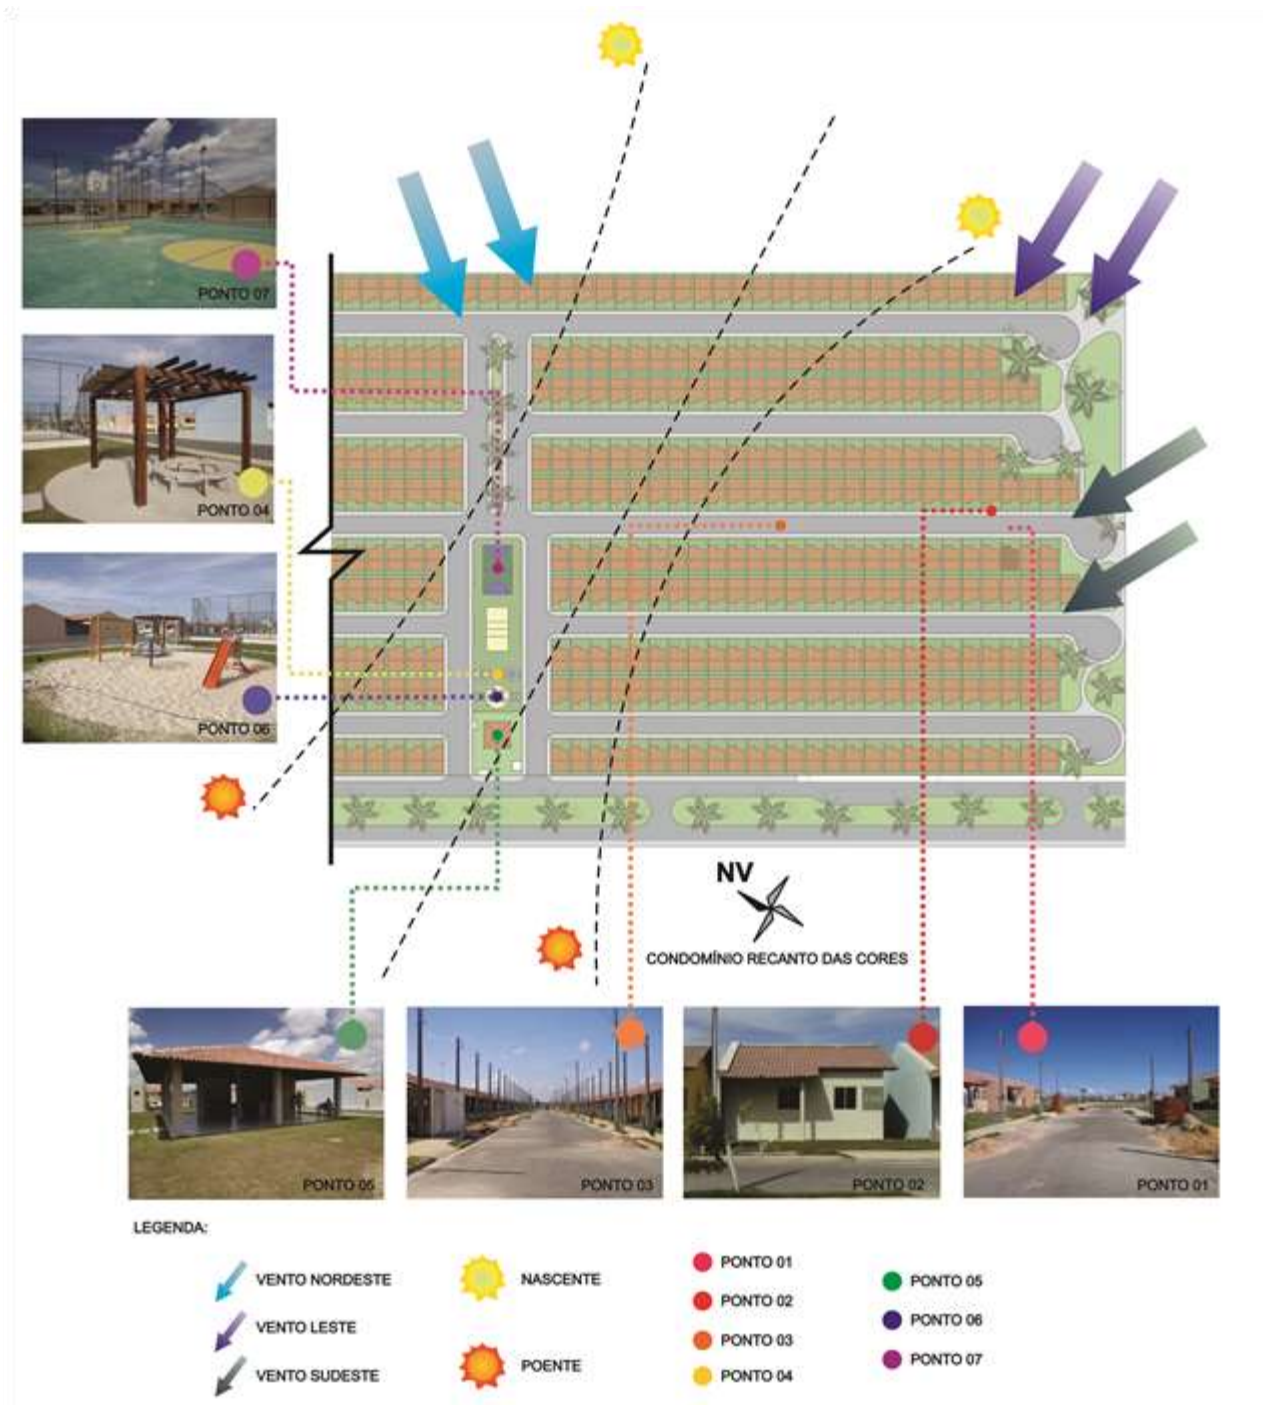 PONTO 07
PONTO 04
PONTO 06
NV
CONDOMÍNIO RECANTO DAS CORES
PONTO 05
PONTO 03
PONTO 02
PONTO 01
LEGENDA:
VENTO NORDESTE
VENTO LESTE
VENTO SUDESTE
NASCENTE
POENTE
PONTO 01
PONTO 02
PONTO 03
PONTO 04
PONTO 05
PONTO 06
PONTO 07